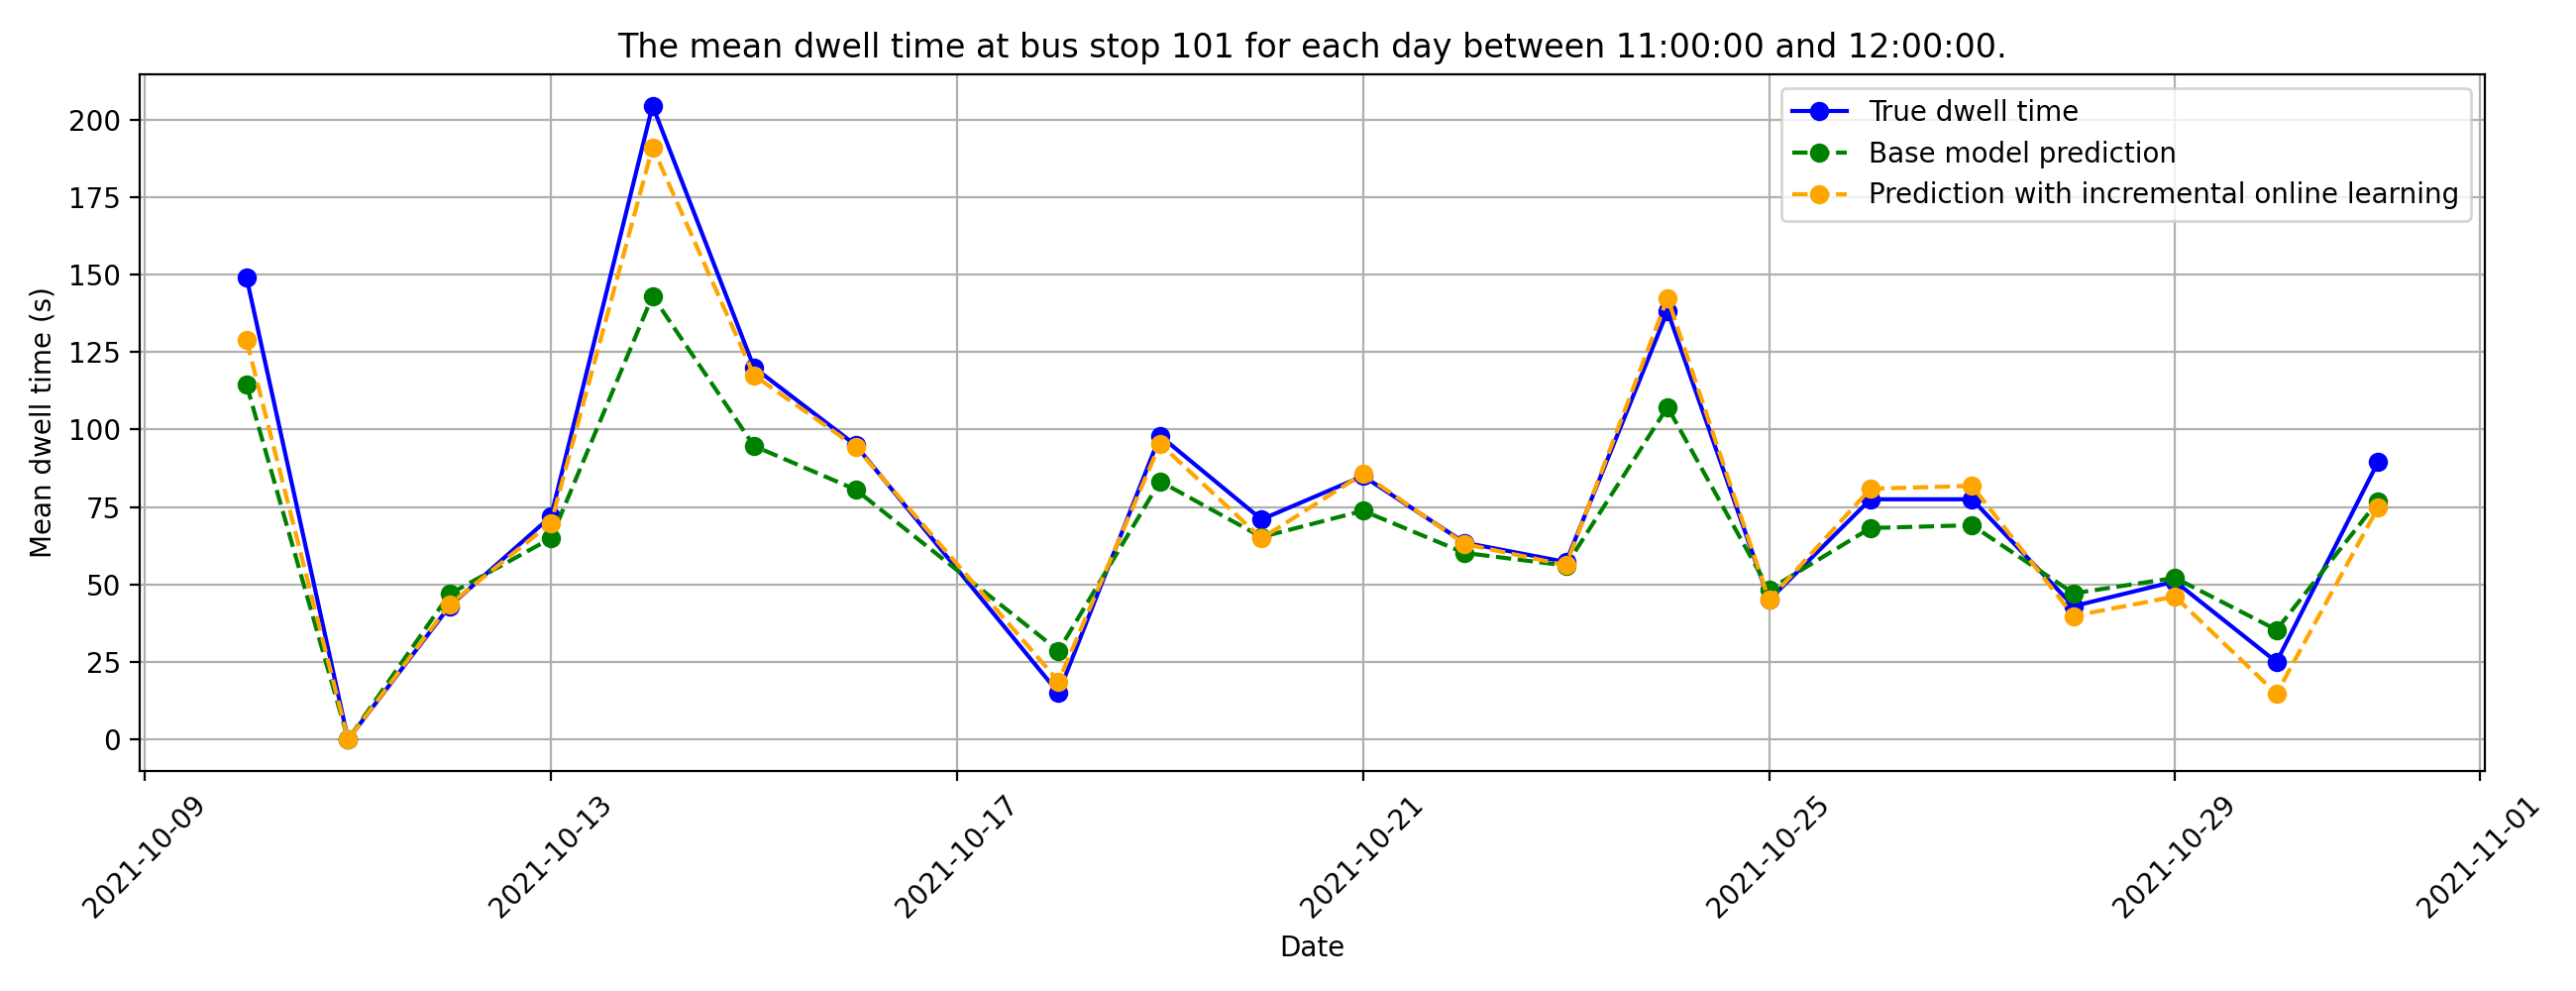 The mean dwell time at bus stop 101 for each day between 11:00:00 and 12:00:00.
True dwell time
Base model prediction
Prediction with incremental online learning
Mean dwell time (s)
200
175
150
125
100
75
50
25
0
2021-10-09
2021-10-13
2021-10-17
2021-10-21
2021-10-25
2021-10-29
2021-11-01
Date